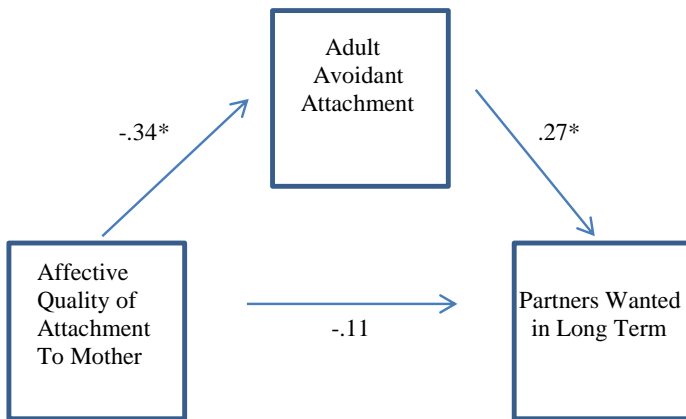 Adult
Avoidant
Attachment
-.34*
.27*
Affective
Quality of
Attachment
To Mother
-.11
Partners Wanted
in Long Term